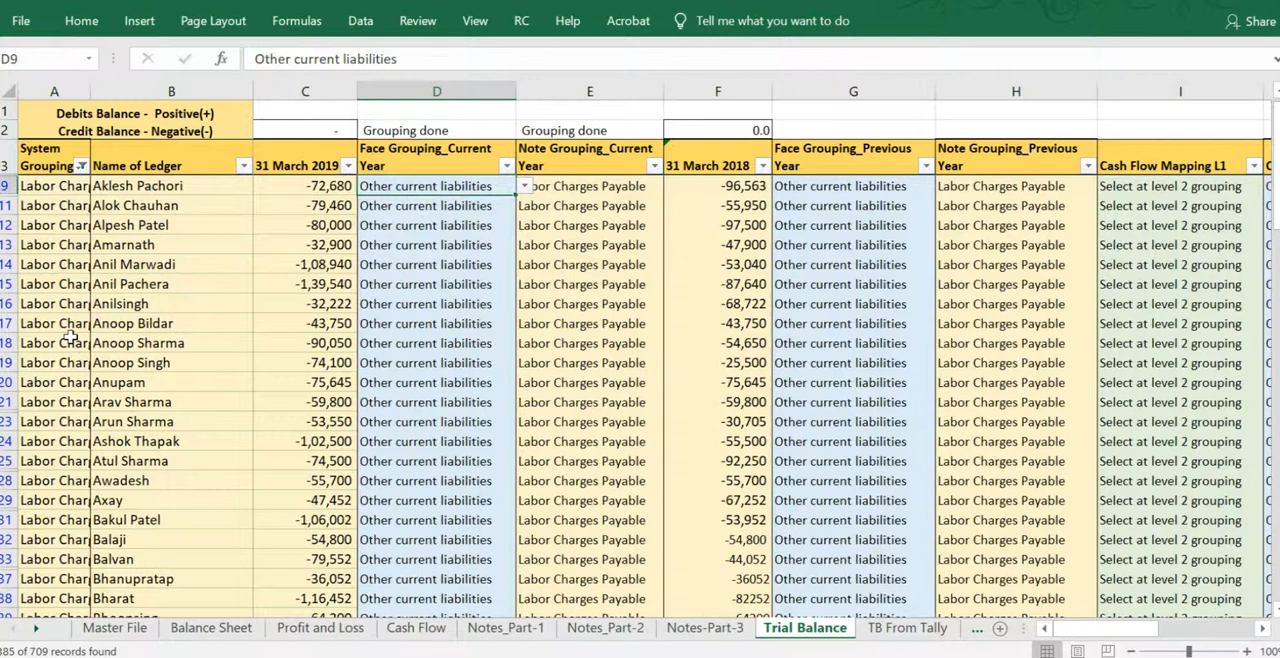 File Home Insert Page Layout Formulas Data Review View RC Help Acrobat Tell me what you want to do Share
D9 fx Other current liabilities
A B C D E F G H I
1 Debits Balance - Positive(+)
2 Credit Balance - Negative(-) - Grouping done Grouping done 0.0
System Face Grouping_Current Note Grouping_Current Face Grouping_Previous Note Grouping_Previous
3 Grouping Name of Ledger 31 March 2019 Year Year 31 March 2018 Year Year Cash Flow Mapping L1
9 Labor Char Aklesh Pachori -72,680 Other current liabilities bor Charges Payable -96,563 Other current liabilities Labor Charges Payable Select at level 2 grouping
11 Labor Char Alok Chauhan -79,460 Other current liabilities Labor Charges Payable -55,950 Other current liabilities Labor Charges Payable Select at level 2 grouping
12 Labor Char Alpesh Patel -80,000 Other current liabilities Labor Charges Payable -97,500 Other current liabilities Labor Charges Payable Select at level 2 grouping
13 Labor Char Amarnath -32,900 Other current liabilities Labor Charges Payable -47,900 Other current liabilities Labor Charges Payable Select at level 2 grouping
14 Labor Char Anil Marwadi -1,08,940 Other current liabilities Labor Charges Payable -53,040 Other current liabilities Labor Charges Payable Select at level 2 grouping
15 Labor Char Anil Pachera -1,39,540 Other current liabilities Labor Charges Payable -87,640 Other current liabilities Labor Charges Payable Select at level 2 grouping
16 Labor Char Anilsingh -32,222 Other current liabilities Labor Charges Payable -68,722 Other current liabilities Labor Charges Payable Select at level 2 grouping
17 Labor Char Anoop Bildar -43,750 Other current liabilities Labor Charges Payable -43,750 Other current liabilities Labor Charges Payable Select at level 2 grouping
18 Labor Char Anoop Sharma -90,050 Other current liabilities Labor Charges Payable -54,650 Other current liabilities Labor Charges Payable Select at level 2 grouping
19 Labor Char Anoop Singh -74,100 Other current liabilities Labor Charges Payable -25,500 Other current liabilities Labor Charges Payable Select at level 2 grouping
20 Labor Char Anupam -75,645 Other current liabilities Labor Charges Payable -75,645 Other current liabilities Labor Charges Payable Select at level 2 grouping
21 Labor Char Arav Sharma -59,800 Other current liabilities Labor Charges Payable -59,800 Other current liabilities Labor Charges Payable Select at level 2 grouping
23 Labor Char Arun Sharma -53,550 Other current liabilities Labor Charges Payable -30,705 Other current liabilities Labor Charges Payable Select at level 2 grouping
24 Labor Char Ashok Thapak -1,02,500 Other current liabilities Labor Charges Payable -55,500 Other current liabilities Labor Charges Payable Select at level 2 grouping
25 Labor Char Atul Sharma -74,500 Other current liabilities Labor Charges Payable -92,250 Other current liabilities Labor Charges Payable Select at level 2 grouping
28 Labor Char Awadesh -55,700 Other current liabilities Labor Charges Payable -55,700 Other current liabilities Labor Charges Payable Select at level 2 grouping
29 Labor Char Axay -47,452 Other current liabilities Labor Charges Payable -67,252 Other current liabilities Labor Charges Payable Select at level 2 grouping
31 Labor Char Bakul Patel -1,06,002 Other current liabilities Labor Charges Payable -53,952 Other current liabilities Labor Charges Payable Select at level 2 grouping
32 Labor Char Balaji -54,800 Other current liabilities Labor Charges Payable -54,800 Other current liabilities Labor Charges Payable Select at level 2 grouping
33 Labor Char Balvan -79,552 Other current liabilities Labor Charges Payable -44,052 Other current liabilities Labor Charges Payable Select at level 2 grouping
37 Labor Char Bhanupratap -36,052 Other current liabilities Labor Charges Payable -36052 Other current liabilities Labor Charges Payable Select at level 2 grouping
38 Labor Char Bharat -1,16,452 Other current liabilities Labor Charges Payable -82252 Other current liabilities Labor Charges Payable Select at level 2 grouping
Master File Balance Sheet Profit and Loss Cash Flow Notes_Part-1 Notes_Part-2 Notes-Part-3 Trial Balance TB From Tally ...
385 of 709 records found 100